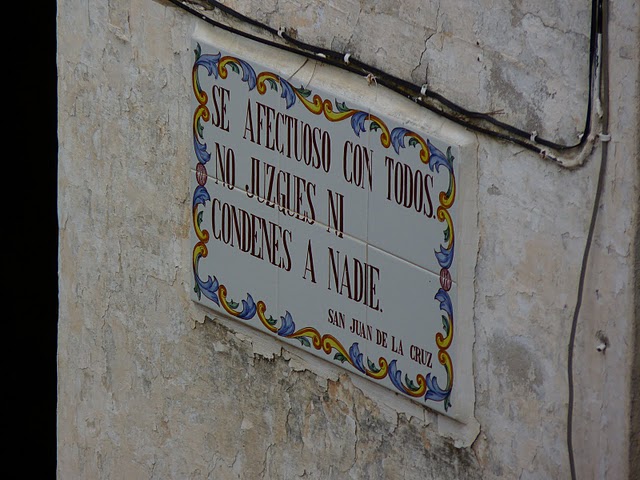 SE AFECTUOSO CON TODOS.
NO JUZGUES NI
CONDENES A NADIE.
SAN JUAN DE LA CRUZ